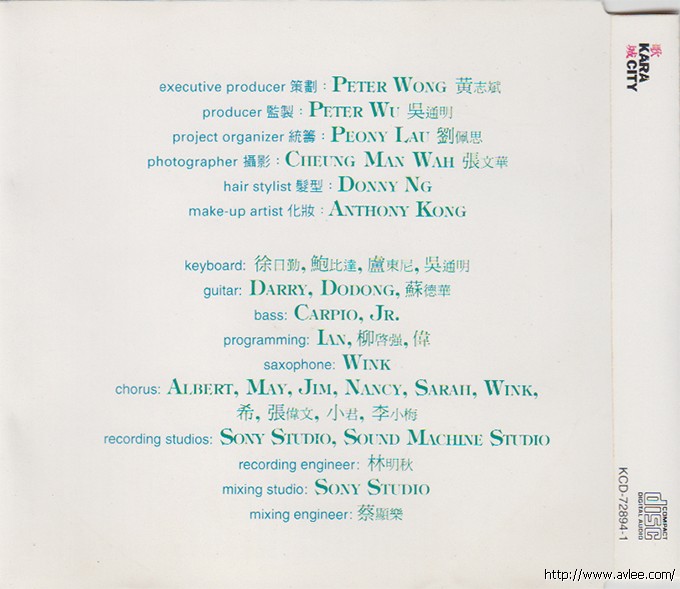 executive producer 策劃：PETER WONG 黃志斌
producer 監製：PETER WU 吳通明
project organizer 統籌：PEONY LAU 劉佩思
photographer 攝影：CHEUNG MAN WAH 張文華
hair stylist 髮型：DONNY NG
make-up artist 化妝：ANTHONY KONG
keyboard: 徐日勤, 鮑比達, 盧東尼, 吳通明
guitar: DARRY, DODONG, 蘇德華
bass: CARPIO, JR.
programming: IAN, 柳啓强, 偉
saxophone: WINK
chorus: ALBERT, MAY, JIM, NANCY, SARAH, WINK,
希, 張偉文, 小君, 李小梅
recording studios: SONY STUDIO, SOUND MACHINE STUDIO
recording engineer: 林明秋
mixing studio: SONY STUDIO
mixing engineer: 蔡顯樂
歌 KARA
城 CITY
KCD-72894-1
COMPACT
disc
DIGITAL AUDIO
http://www.avlee.com/